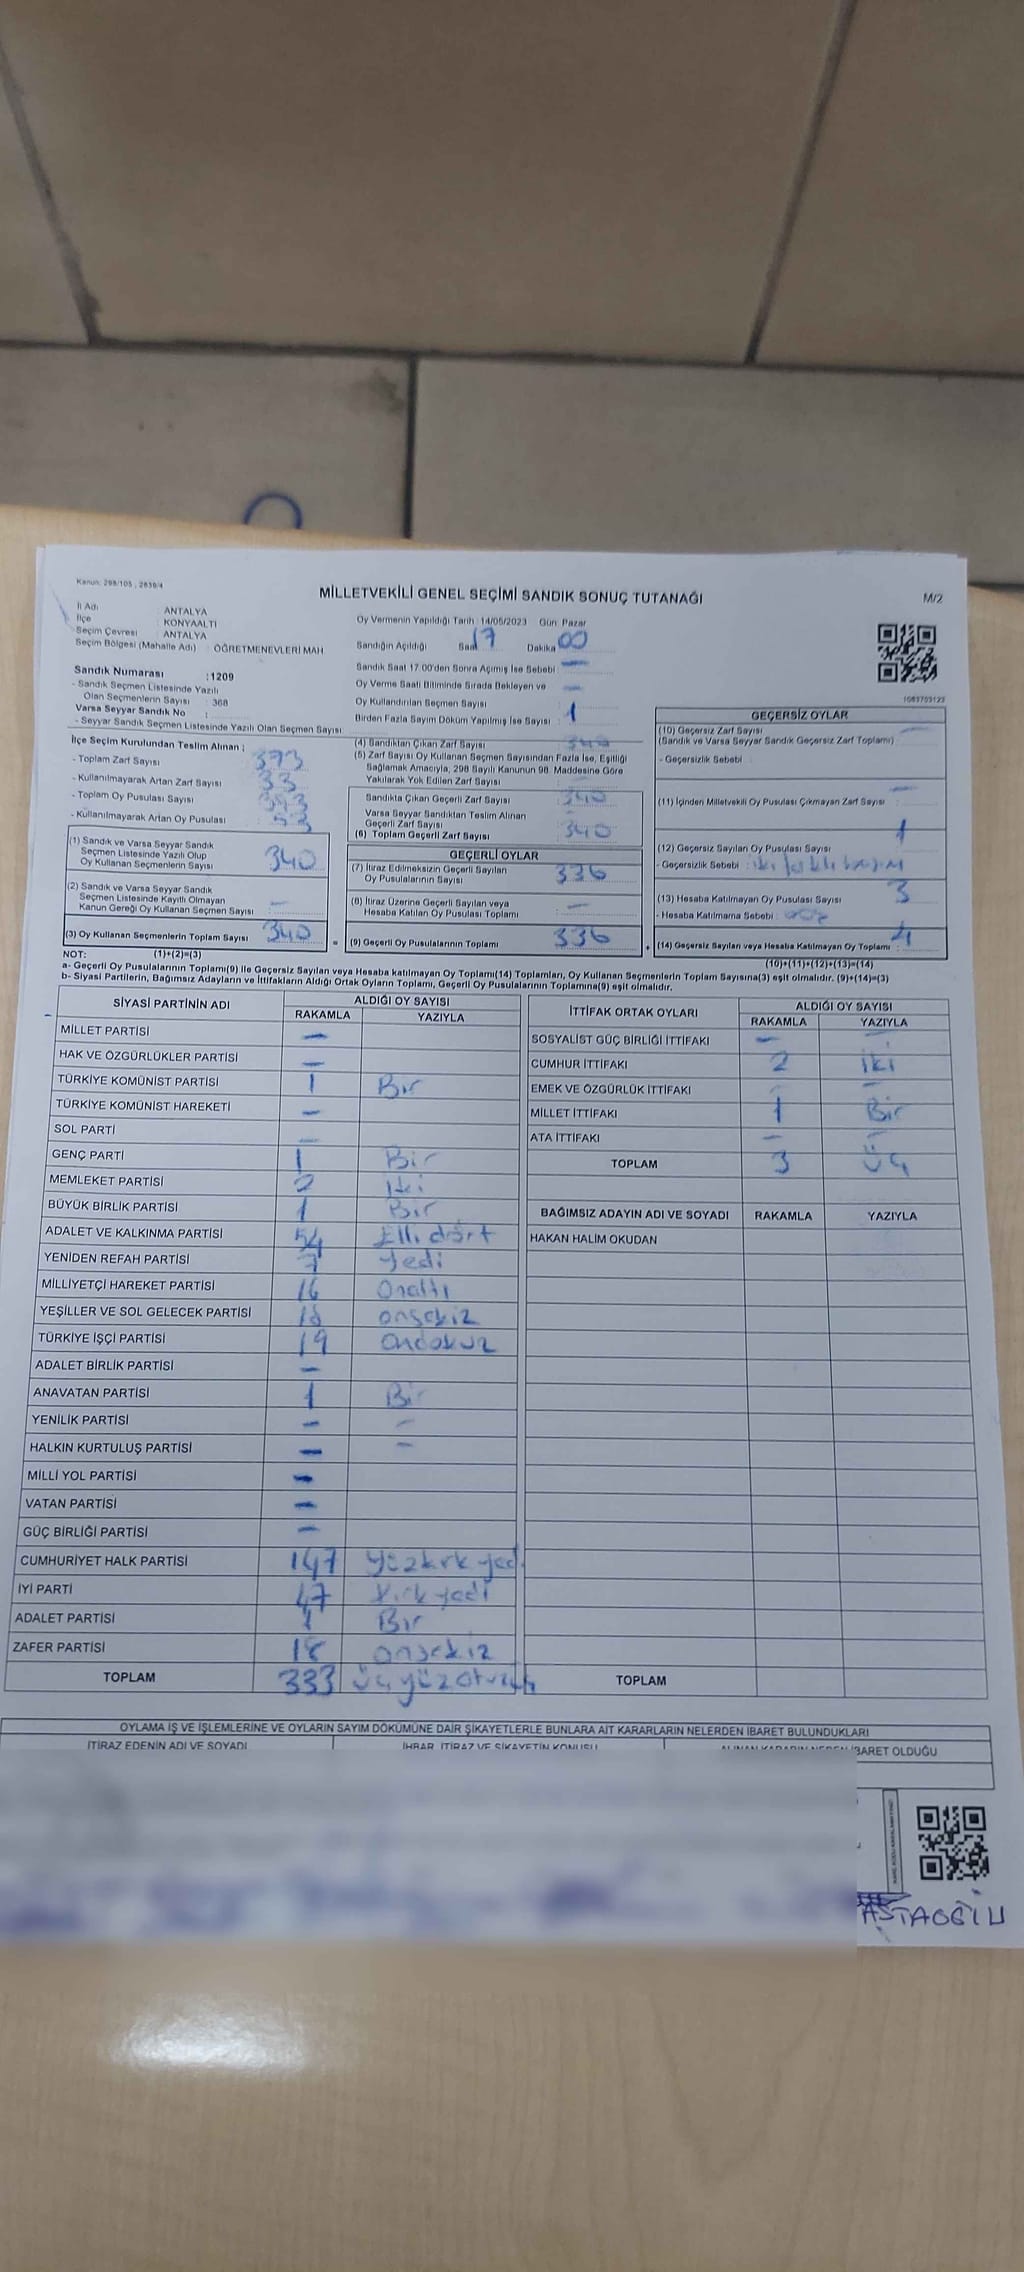 Kanun: 298/105 , 2839/4
MİLLETVEKİLİ GENEL SEÇİMİ SANDIK SONUÇ TUTANAĞI
M/2
İl Adı : ANTALYA
İlçe : KONYAALTI
Seçim Çevresi : ANTALYA
Seçim Bölgesi (Mahalle Adı) : ÖĞRETMENEVLERİ MAH
Sandık Numarası :1209
- Sandık Seçmen Listesinde Yazılı
Olan Seçmenlerin Sayısı : 368
Varsa Seyyar Sandık No :
- Seyyar Sandık Seçmen Listesinde Yazılı Olan Seçmen Sayısı
Oy Vermenin Yapıldığı Tarih : 14/05/2023 Gün: Pazar
Sandığın Açıldığı Saat 17 Dakika 00
Sandık Saat 17.00'den Sonra Açılmış İse Sebebi : —
Oy Verme Saati Bitiminde Sırada Bekleyen ve
Oy Kullandırılan Seçmen Sayısı : —
Birden Fazla Sayım Döküm Yapılmış İse Sayısı : 1
1083703123
İlçe Seçim Kurulundan Teslim Alınan ;
- Toplam Zarf Sayısı : 373
- Kullanılmayarak Artan Zarf Sayısı : 33
- Toplam Oy Pusulası Sayısı :
- Kullanılmayarak Artan Oy Pusulası :
(1) Sandık ve Varsa Seyyar Sandık
Seçmen Listesinde Yazılı Olup
Oy Kullanan Seçmenlerin Sayısı : 340
(2) Sandık ve Varsa Seyyar Sandık
Seçmen Listesinde Kayıtlı Olmayan
Kanun Gereği Oy Kullanan Seçmen Sayısı : —
(3) Oy Kullanan Seçmenlerin Toplam Sayısı : 340
(4) Sandıktan Çıkan Zarf Sayısı : 340
(5) Zarf Sayısı Oy Kullanan Seçmen Sayısından Fazla İse, Eşitliği
Sağlamak Amacıyla, 298 Sayılı Kanunun 98. Maddesine Göre
Yakılarak Yok Edilen Zarf Sayısı :
Sandıkta Çıkan Geçerli Zarf Sayısı : 340
Varsa Seyyar Sandıktan Teslim Alınan
Geçerli Zarf Sayısı :
(6) Toplam Geçerli Zarf Sayısı : 340
GEÇERLİ OYLAR
(7) İtiraz Edilmeksizin Geçerli Sayılan
Oy Pusulalarının Sayısı : 336
(8) İtiraz Üzerine Geçerli Sayılan veya
Hesaba Katılan Oy Pusulası Toplamı : —
= (9) Geçerli Oy Pusulalarının Toplamı : 336
GEÇERSİZ OYLAR
(10) Geçersiz Zarf Sayısı : —
(Sandık ve Varsa Seyyar Sandık Geçersiz Zarf Toplamı)
- Geçersizlik Sebebi
(11) İçinden Milletvekili Oy Pusulası Çıkmayan Zarf Sayısı : —
(12) Geçersiz Sayılan Oy Pusulası Sayısı : 1
- Geçersizlik Sebebi : iki farklı basım
(13) Hesaba Katılmayan Oy Pusulası Sayısı : 3
- Hesaba Katılmama Sebebi :
+ (14) Geçersiz Sayılan veya Hesaba Katılmayan Oy Toplamı : 4
NOT: (1)+(2)=(3)
(10)+(11)+(12)+(13)=(14)
a- Geçerli Oy Pusulalarının Toplamı(9) ile Geçersiz Sayılan veya Hesaba katılmayan Oy Toplamı(14) Toplamları, Oy Kullanan Seçmenlerin Toplam Sayısına(3) eşit olmalıdır. (9)+(14)=(3)
b- Siyasi Partilerin, Bağımsız Adayların ve İttifakların Aldığı Ortak Oyların Toplamı, Geçerli Oy Pusulalarının Toplamına(9) eşit olmalıdır.
SİYASİ PARTİNİN ADI ALDIĞI OY SAYISI
RAKAMLA YAZIYLA
MİLLET PARTİSİ —
HAK VE ÖZGÜRLÜKLER PARTİSİ —
TÜRKİYE KOMÜNİST PARTİSİ 1 Bir
TÜRKİYE KOMÜNİST HAREKETİ —
SOL PARTİ —
GENÇ PARTİ 1 Bir
MEMLEKET PARTİSİ 2 iki
BÜYÜK BİRLİK PARTİSİ 1 Bir
ADALET VE KALKINMA PARTİSİ 54 Elli dört
YENİDEN REFAH PARTİSİ 7 Yedi
MİLLİYETÇİ HAREKET PARTİSİ 16 Onaltı
YEŞİLLER VE SOL GELECEK PARTİSİ 18 onsekiz
TÜRKİYE İŞÇİ PARTİSİ 19 Ondokuz
ADALET BİRLİK PARTİSİ —
ANAVATAN PARTİSİ 1 Bir
YENİLİK PARTİSİ — —
HALKIN KURTULUŞ PARTİSİ — —
MİLLİ YOL PARTİSİ —
VATAN PARTİSİ —
GÜÇ BİRLİĞİ PARTİSİ —
CUMHURİYET HALK PARTİSİ 147 Yüzkırk yedi
İYİ PARTİ 47 Kırk yedi
ADALET PARTİSİ 1 Bir
ZAFER PARTİSİ 18 onsekiz
TOPLAM 333 üç yüz otuzüç
İTTİFAK ORTAK OYLARI ALDIĞI OY SAYISI
RAKAMLA YAZIYLA
SOSYALİST GÜÇ BİRLİĞİ İTTİFAKI — —
CUMHUR İTTİFAKI 2 iki
EMEK VE ÖZGÜRLÜK İTTİFAKI — —
MİLLET İTTİFAKI 1 Bir
ATA İTTİFAKI — —
TOPLAM 3 üç
BAĞIMSIZ ADAYIN ADI VE SOYADI RAKAMLA YAZIYLA
HAKAN HALİM OKUDAN
TOPLAM
OYLAMA İŞ VE İŞLEMLERİNE VE OYLARIN SAYIM DÖKÜMÜNE DAİR ŞİKAYETLERLE BUNLARA AİT KARARLARIN NELERDEN İBARET BULUNDUKLARI
İTİRAZ EDENİN ADI VE SOYADI İHBAR, İTİRAZ VE ŞİKAYETİN KONUSU ALINAN KARARIN NEDEN İBARET OLDUĞU